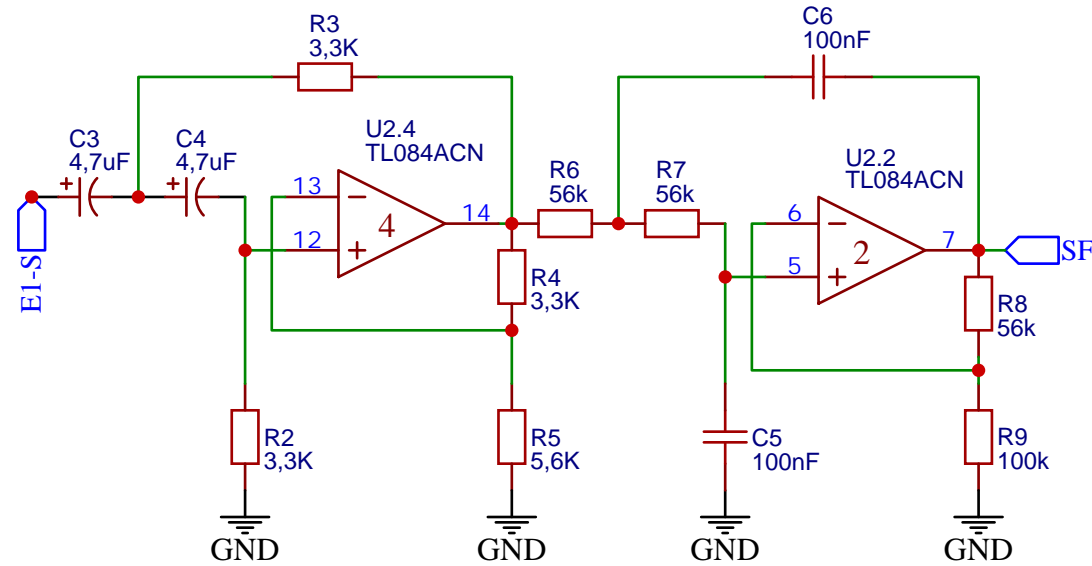 C6
100nF
R3
3,3K
C3
4,7uF
C4
4,7uF
U2.4
TL084ACN
R6
56k
R7
56k
U2.2
TL084ACN
+
+
13
−
12
+
4
14
6
−
5
+
2
7
E1-S
SF
R4
3,3K
R8
56k
R2
3,3K
R5
5,6K
C5
100nF
R9
100k
GND
GND
GND
GND